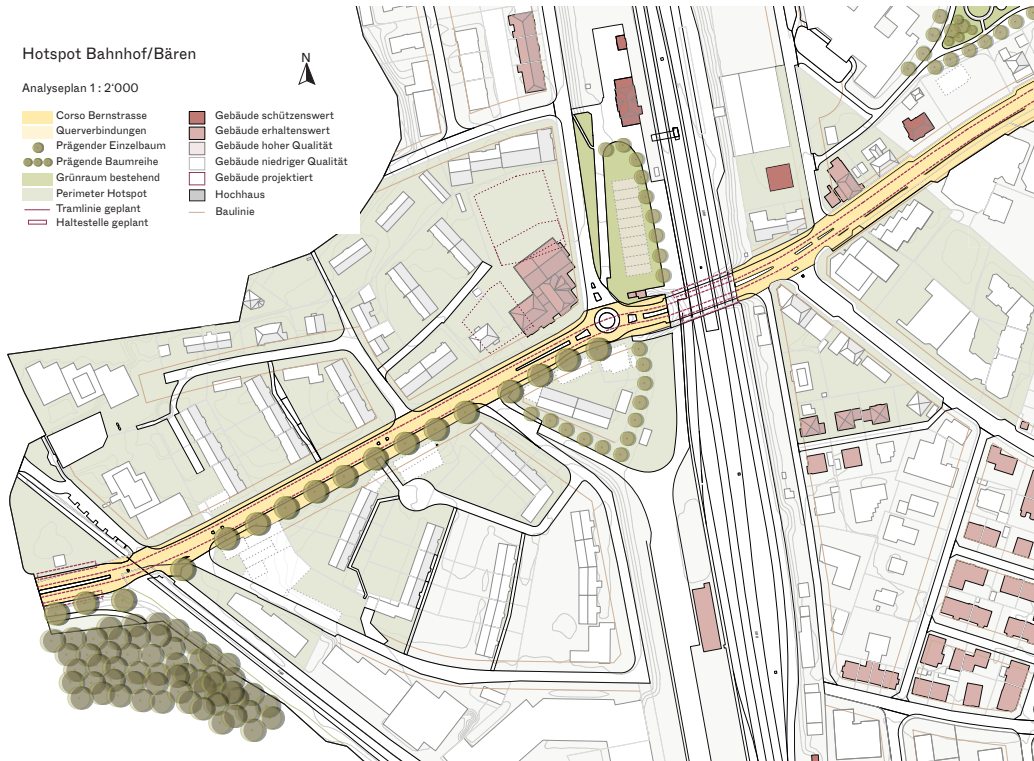 Hotspot Bahnhof/Bären
N
Analyseplan 1 : 2'000
Corso Bernstrasse
Querverbindungen
Prägender Einzelbaum
Prägende Baumreihe
Grünraum bestehend
Perimeter Hotspot
Tramlinie geplant
Haltestelle geplant
Gebäude schützenswert
Gebäude erhaltenswert
Gebäude hoher Qualität
Gebäude niedriger Qualität
Gebäude projektiert
Hochhaus
Baulinie